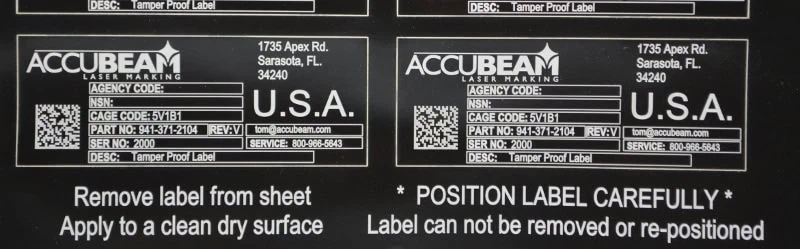 DESC: Tamper Proof Label
DESC: Tamper Proof Label
ACCUBEAM
LASER MARKING
1735 Apex Rd.
Sarasota, FL.
34240
AGENCY CODE:
NSN:
CAGE CODE: 5V1B1
PART NO: 941-371-2104 REV: V
SER NO: 2000
DESC: Tamper Proof Label
U.S.A.
tom@accubeam.com
SERVICE: 800-966-5643
ACCUBEAM
LASER MARKING
1735 Apex Rd.
Sarasota, FL.
34240
AGENCY CODE:
NSN:
CAGE CODE: 5V1B1
PART NO: 941-371-2104 REV: V
SER NO: 2000
DESC: Tamper Proof Label
U.S.A.
tom@accubeam.com
SERVICE: 800-966-5643
Remove label from sheet
Apply to a clean dry surface
* POSITION LABEL CAREFULLY *
Label can not be removed or re-positioned